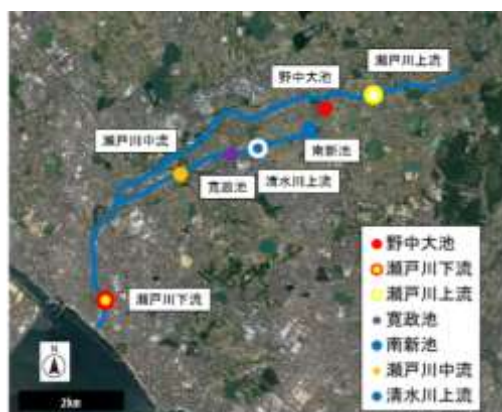 瀬戸川上流
野中大池
瀬戸川中流
南新池
清水川上流
寛政池
瀬戸川下流
野中大池
瀬戸川下流
瀬戸川上流
寛政池
南新池
瀬戸川中流
清水川上流
N
2km